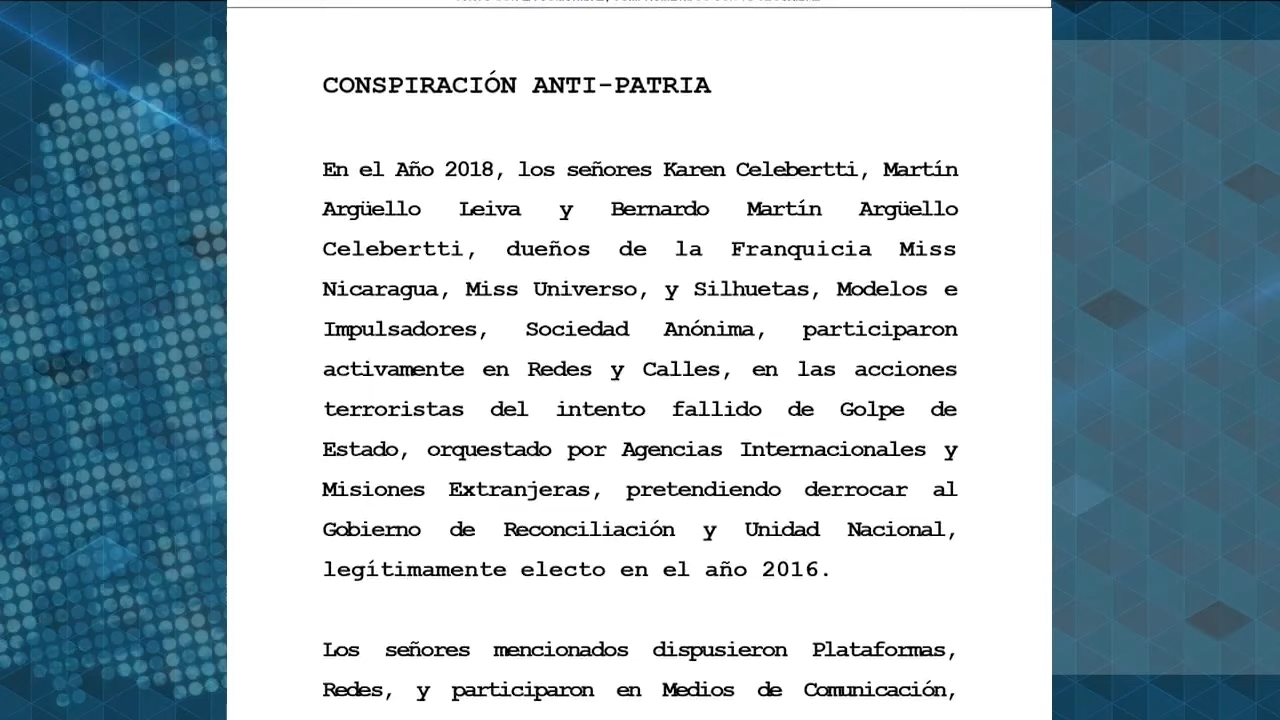 CONSPIRACIÓN ANTI-PATRIA
En el Año 2018, los señores Karen Celebertti, Martín
Argüello Leiva y Bernardo Martín Argüello
Celebertti, dueños de la Franquicia Miss
Nicaragua, Miss Universo, y Silhuetas, Modelos e
Impulsadores, Sociedad Anónima, participaron
activamente en Redes y Calles, en las acciones
terroristas del intento fallido de Golpe de
Estado, orquestado por Agencias Internacionales y
Misiones Extranjeras, pretendiendo derrocar al
Gobierno de Reconciliación y Unidad Nacional,
legítimamente electo en el año 2016.
Los señores mencionados dispusieron Plataformas,
Redes, y participaron en Medios de Comunicación,